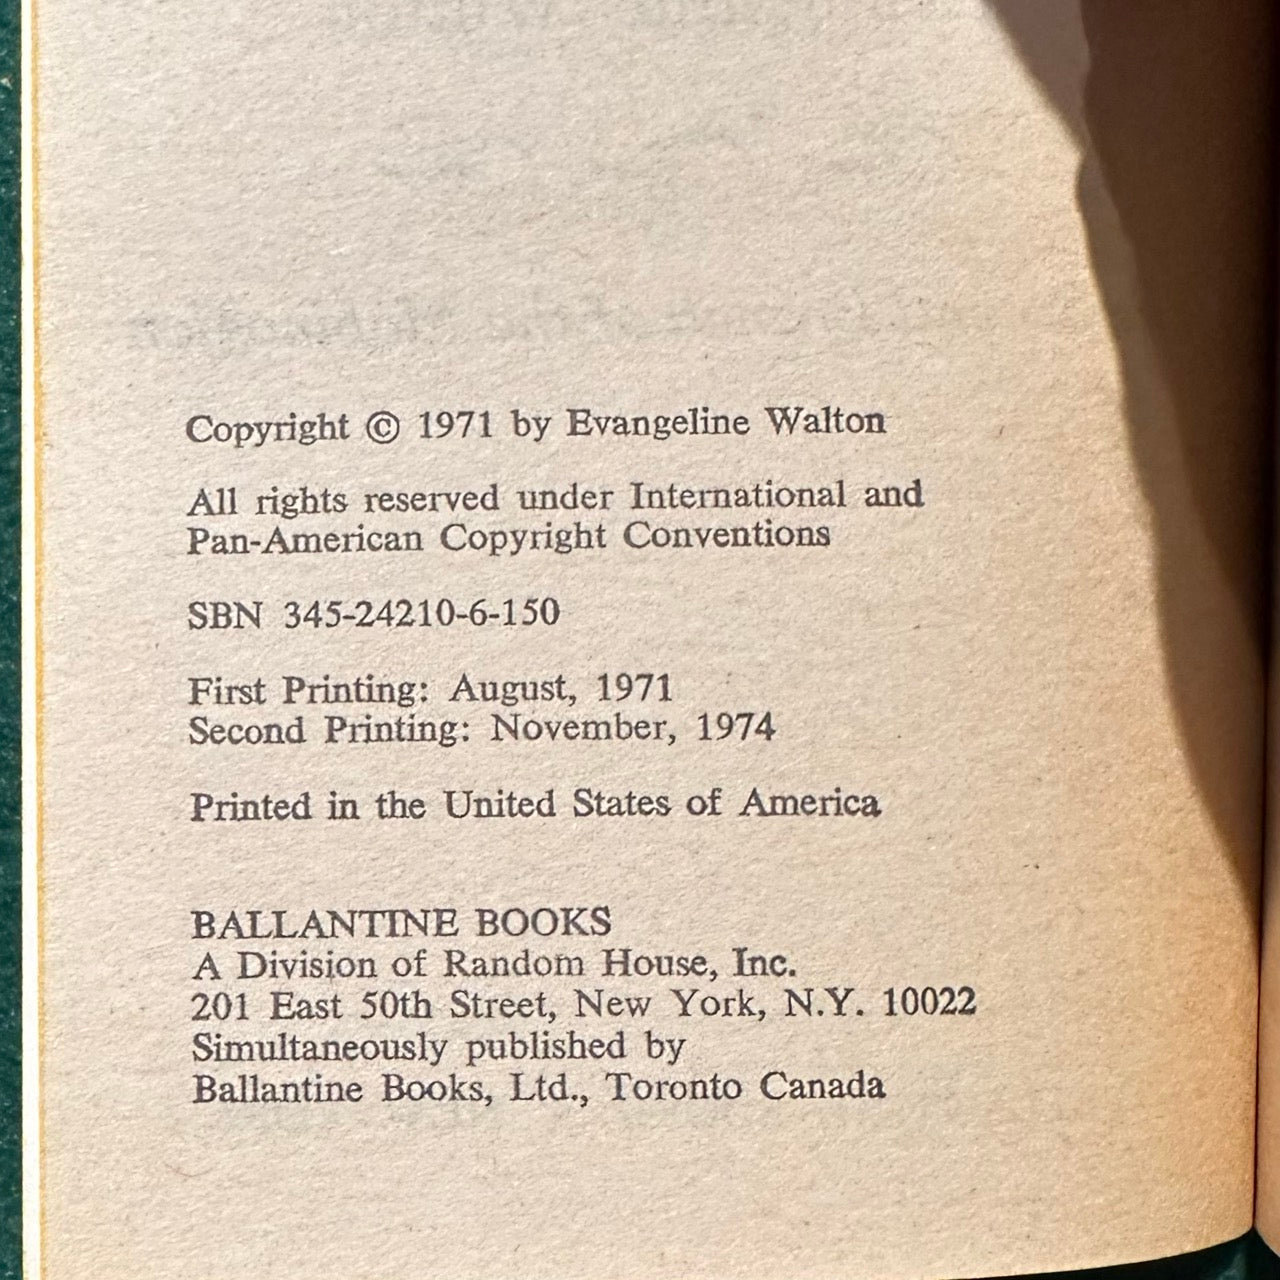 Copyright © 1971 by Evangeline Walton
All rights reserved under International and
Pan-American Copyright Conventions
SBN 345-24210-6-150
First Printing: August, 1971
Second Printing: November, 1974
Printed in the United States of America
BALLANTINE BOOKS
A Division of Random House, Inc.
201 East 50th Street, New York, N.Y. 10022
Simultaneously published by
Ballantine Books, Ltd., Toronto Canada